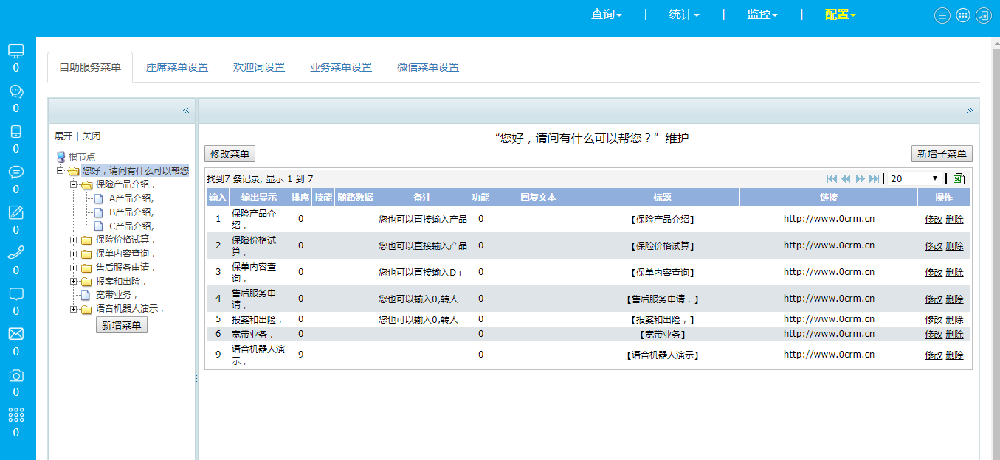 查询 | 统计 | 监控 | 配置
0
0
0
0
0
0
0
0
0
0
自助服务菜单 座席菜单设置 欢迎词设置 业务菜单设置 微信菜单设置
« »
展开 | 关闭
根节点
您好，请问有什么可以帮您
保险产品介绍，
A产品介绍,
B产品介绍,
C产品介绍,
保险价格试算，
保单内容查询，
售后服务申请，
报案和出险，
宽带业务，
语音机器人演示，
新增菜单
“您好，请问有什么可以帮您？”维护
修改菜单 新增子菜单
找到7 条记录, 显示 1 到 7 20
输入 输出显示 排序 技能 随路数据 备注 功能 回复文本 标题 链接 操作
1 保险产品介绍， 0 您也可以直接输入产品 0 【保险产品介绍】 http://www.0crm.cn 修改 删除
2 保险价格试算， 0 您也可以直接输入产品 0 【保险价格试算】 http://www.0crm.cn 修改 删除
3 保单内容查询， 0 您也可以直接输入D+ 0 【保单内容查询】 http://www.0crm.cn 修改 删除
4 售后服务申请， 0 您也可以输入0,转人 0 【售后服务申请，】 http://www.0crm.cn 修改 删除
5 报案和出险， 0 您也可以输入0,转人 0 【报案和出险，】 http://www.0crm.cn 修改 删除
6 宽带业务， 0 0 【宽带业务】 http://www.0crm.cn 修改 删除
9 语音机器人演示， 9 0 【语音机器人演示】 http://www.0crm.cn 修改 删除